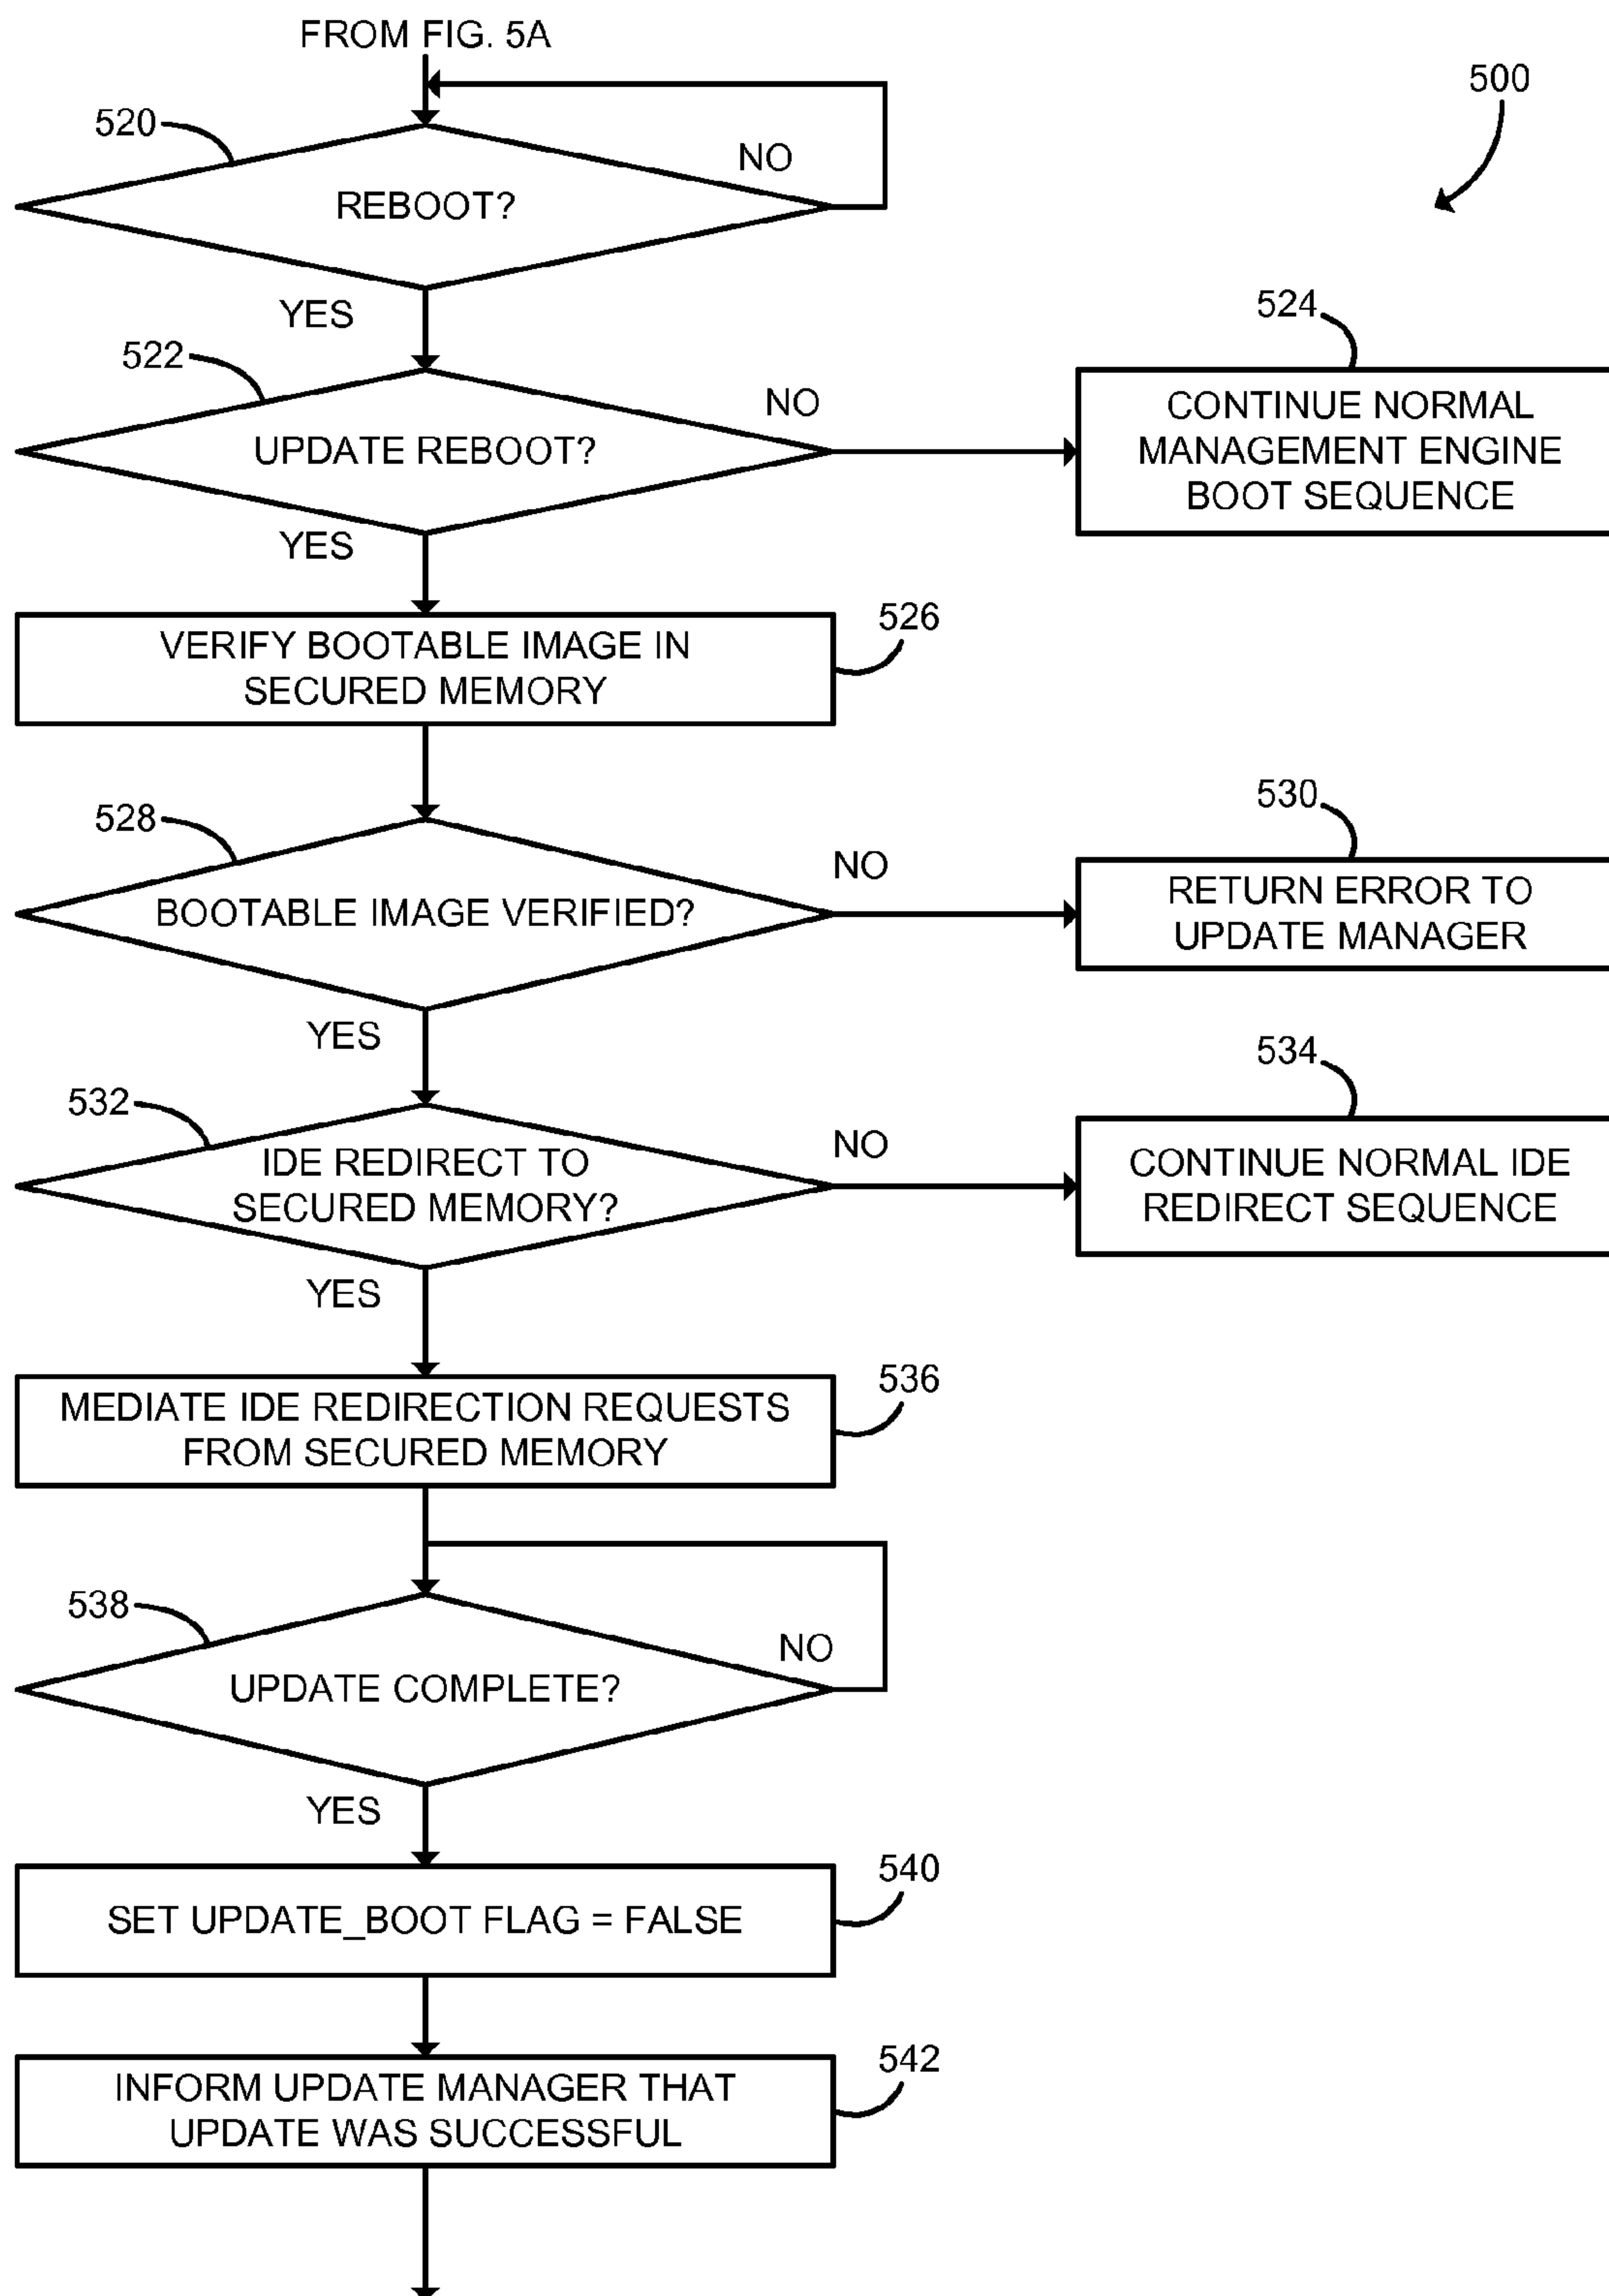 FROM FIG. 5A
500
520
NO
REBOOT?
YES
522
NO
524
UPDATE REBOOT?
CONTINUE NORMAL
MANAGEMENT ENGINE
BOOT SEQUENCE
YES
526
VERIFY BOOTABLE IMAGE IN
SECURED MEMORY
528
NO
530
BOOTABLE IMAGE VERIFIED?
RETURN ERROR TO
UPDATE MANAGER
YES
532
NO
534
IDE REDIRECT TO
SECURED MEMORY?
CONTINUE NORMAL IDE
REDIRECT SEQUENCE
YES
536
MEDIATE IDE REDIRECTION REQUESTS
FROM SECURED MEMORY
538
NO
UPDATE COMPLETE?
YES
540
SET UPDATE_BOOT FLAG = FALSE
542
INFORM UPDATE MANAGER THAT
UPDATE WAS SUCCESSFUL